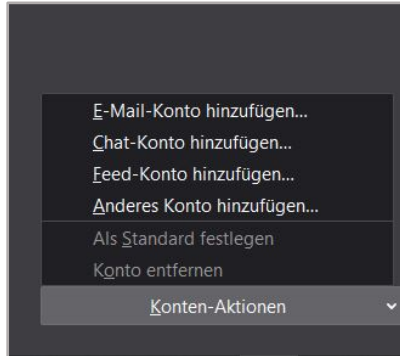 E-Mail-Konto hinzufügen...
Chat-Konto hinzufügen...
Feed-Konto hinzufügen...
Anderes Konto hinzufügen...
Als Standard festlegen
Konto entfernen
Konten-Aktionen